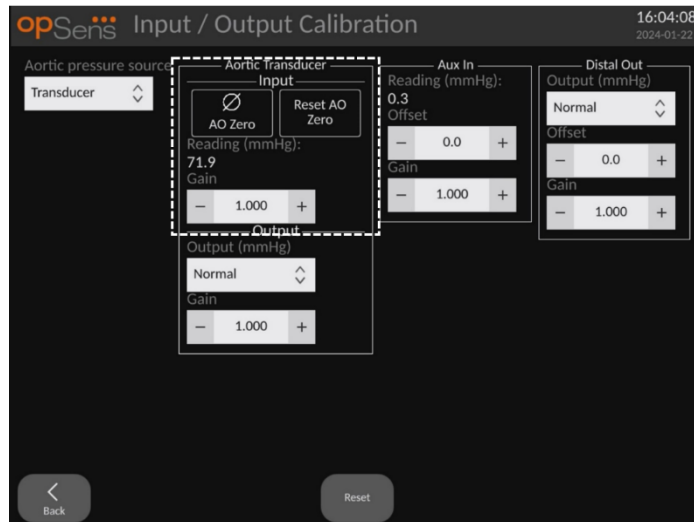 opSens Input / Output Calibration
16:04:08
2024-01-22
Aortic pressure source
Transducer
Aortic Transducer
Input
AO Zero
Reset AO
Zero
Reading (mmHg):
71.9
Gain
− 1.000 +
Output
Output (mmHg)
Normal
Gain
− 1.000 +
Aux In
Reading (mmHg):
0.3
Offset
− 0.0 +
Gain
− 1.000 +
Distal Out
Output (mmHg)
Normal
Offset
− 0.0 +
Gain
− 1.000 +
Back
Reset